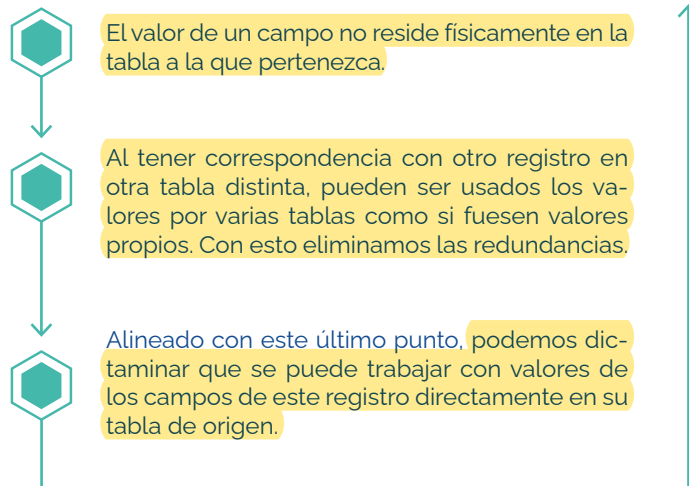 El valor de un campo no reside físicamente en la
tabla a la que pertenezca.
Al tener correspondencia con otro registro en
otra tabla distinta, pueden ser usados los va-
lores por varias tablas como si fuesen valores
propios. Con esto eliminamos las redundancias.
Alineado con este último punto, podemos dic-
taminar que se puede trabajar con valores de
los campos de este registro directamente en su
tabla de origen.